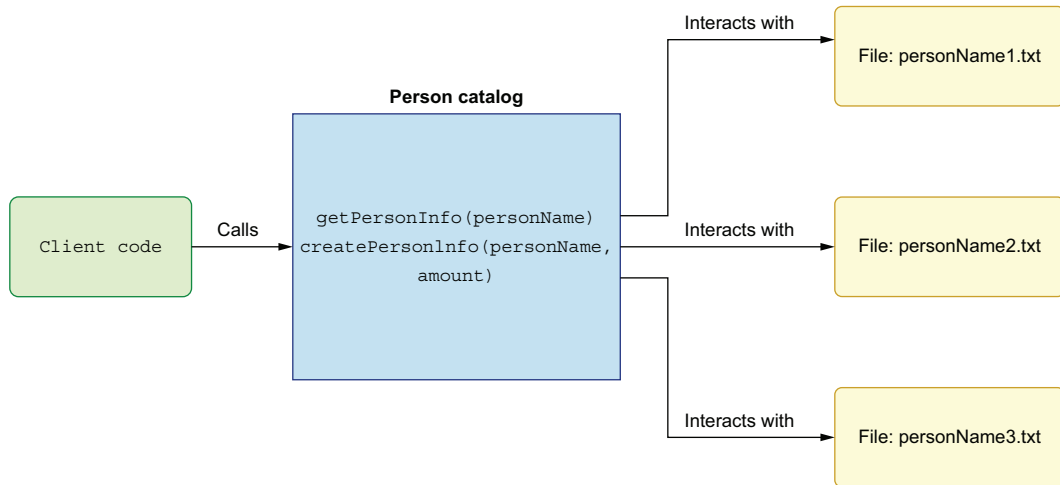 Interacts with
File: personName1.txt
Person catalog
Client code
Calls
getPersonInfo(personName)
createPersonlnfo(personName,
amount)
Interacts with
File: personName2.txt
Interacts with
File: personName3.txt